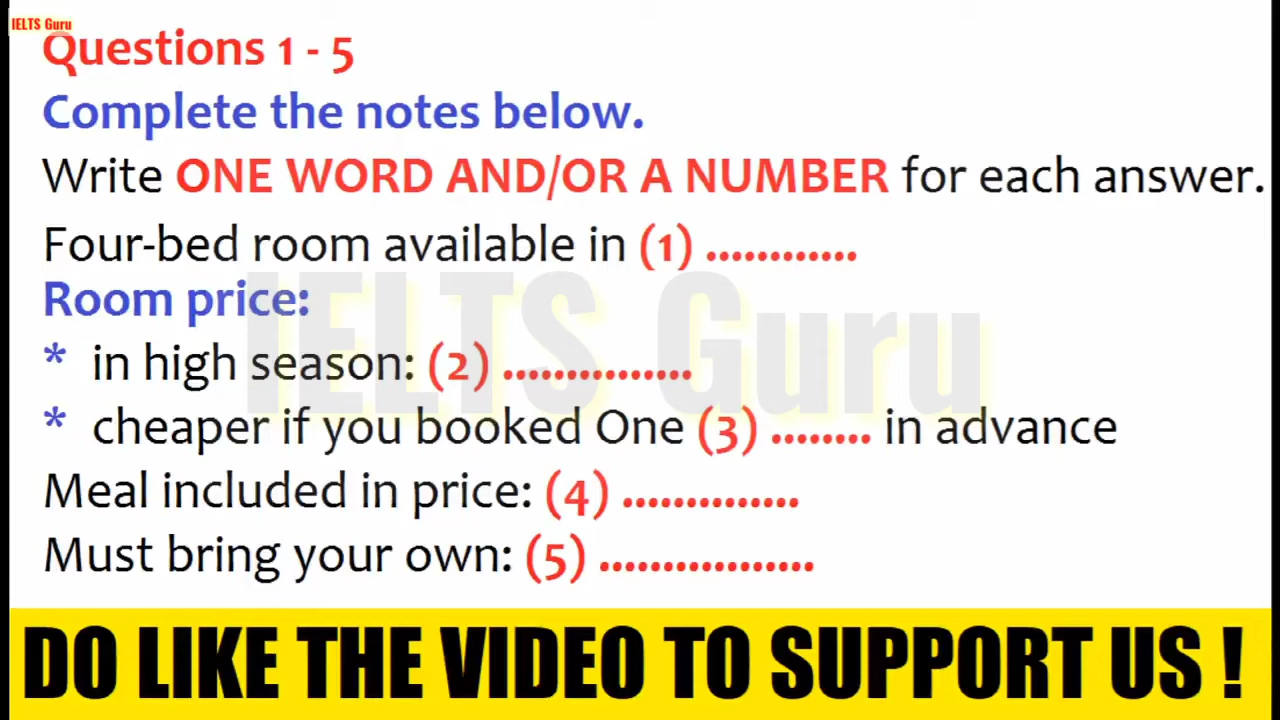 IELTS Guru
Questions 1 - 5
Complete the notes below.
Write ONE WORD AND/OR A NUMBER for each answer.
Four-bed room available in (1) ............
IELTS Guru
Room price:
* in high season: (2) ...............
* cheaper if you booked One (3) ........ in advance
Meal included in price: (4) ..............
Must bring your own: (5) .................
DO LIKE THE VIDEO TO SUPPORT US !